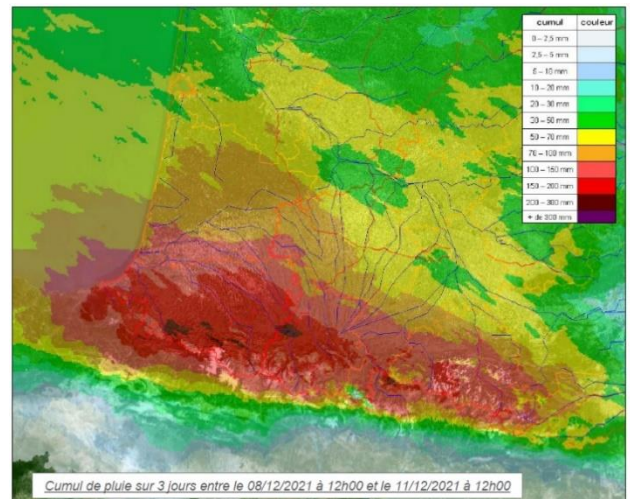 cumul couleur
0 – 2,5 mm
2,5 – 5 mm
5 – 10 mm
10 – 20 mm
20 – 30 mm
30 – 50 mm
50 – 70 mm
70 – 100 mm
100 – 150 mm
150 – 200 mm
200 – 300 mm
+ de 300 mm
Cumul de pluie sur 3 jours entre le 08/12/2021 à 12h00 et le 11/12/2021 à 12h00